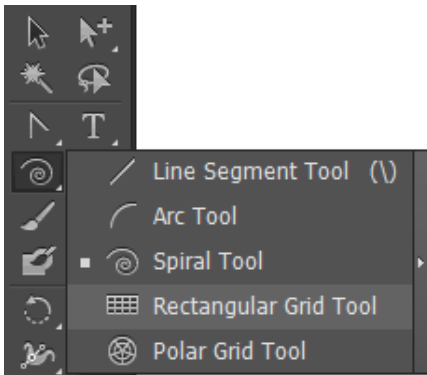 T
Line Segment Tool (\)
Arc Tool
Spiral Tool
Rectangular Grid Tool
Polar Grid Tool